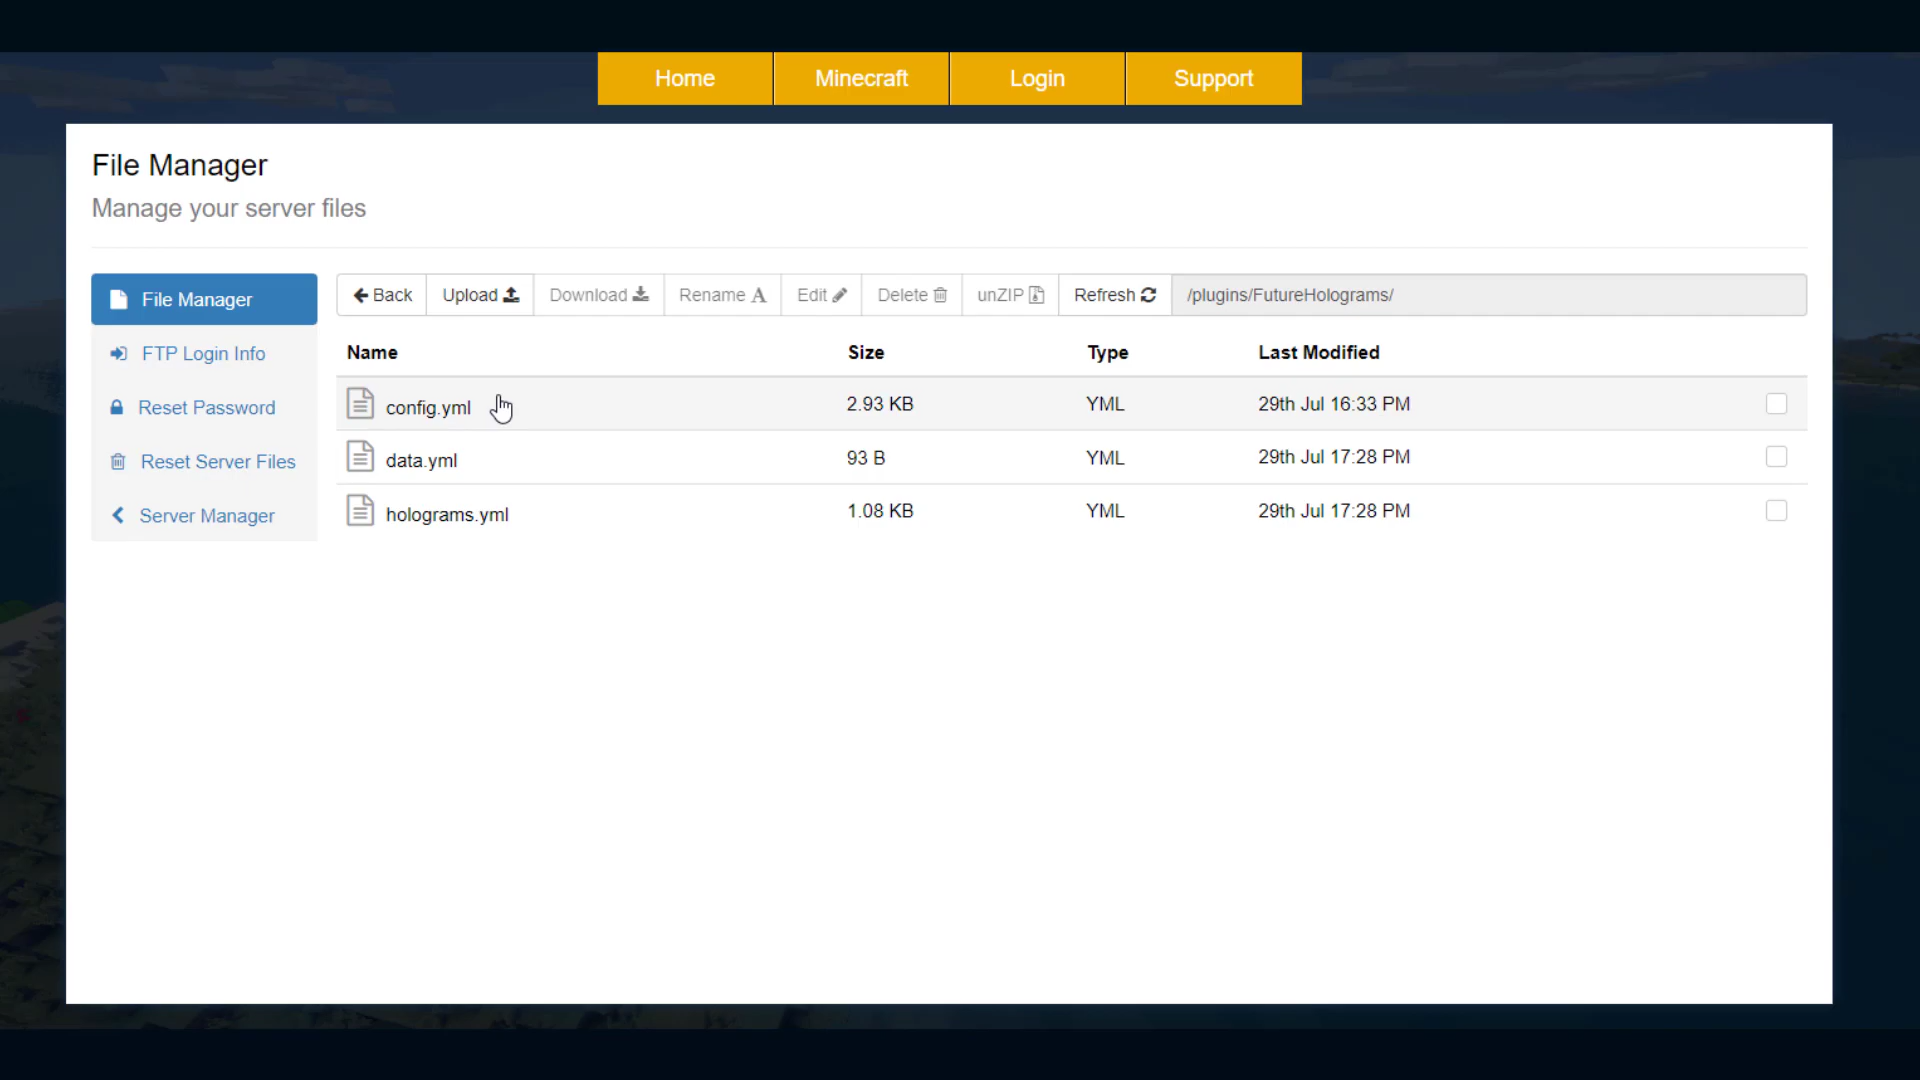 Home Minecraft Login Support
File Manager
Manage your server files
File Manager
FTP Login Info
Reset Password
Reset Server Files
Server Manager
Back Upload Download Rename Edit Delete unZIP Refresh /plugins/FutureHolograms/
Name Size Type Last Modified
config.yml 2.93 KB YML 29th Jul 16:33 PM
data.yml 93 B YML 29th Jul 17:28 PM
holograms.yml 1.08 KB YML 29th Jul 17:28 PM